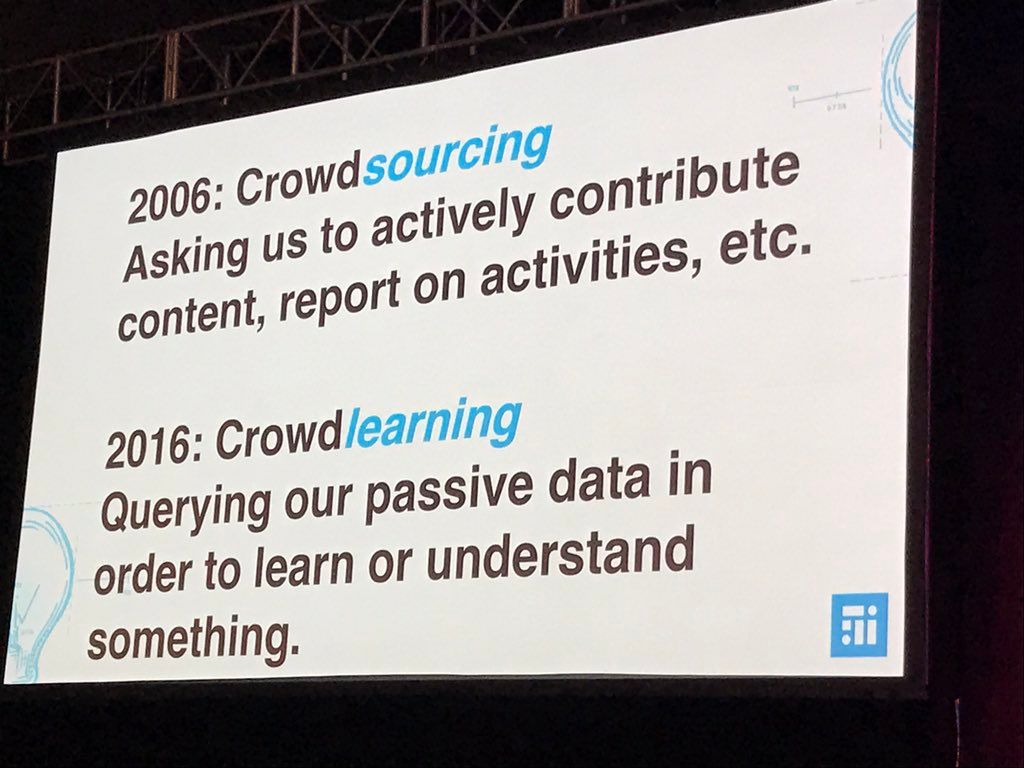 2006: Crowdsourcing
Asking us to actively contribute
content, report on activities, etc.
2016: Crowdlearning
Querying our passive data in
order to learn or understand
something.